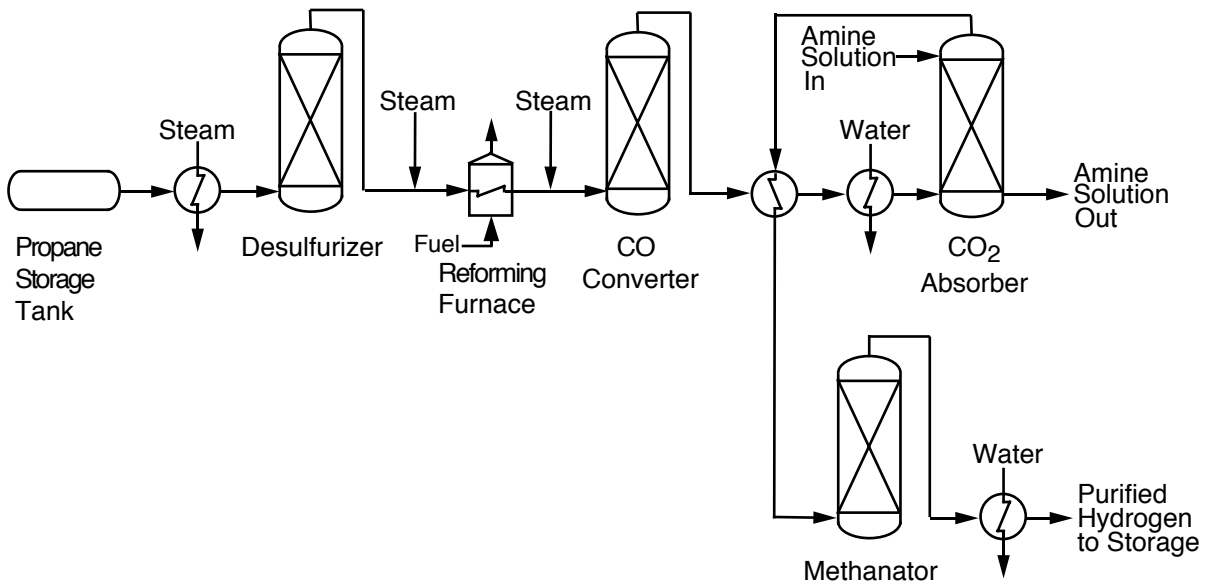 Amine
Solution
In
Steam
Steam
Steam
Water
Amine
Solution
Out
Propane
Storage
Tank
Desulfurizer
Fuel
Reforming
Furnace
CO
Converter
CO2
Absorber
Water
Purified
Hydrogen
to Storage
Methanator